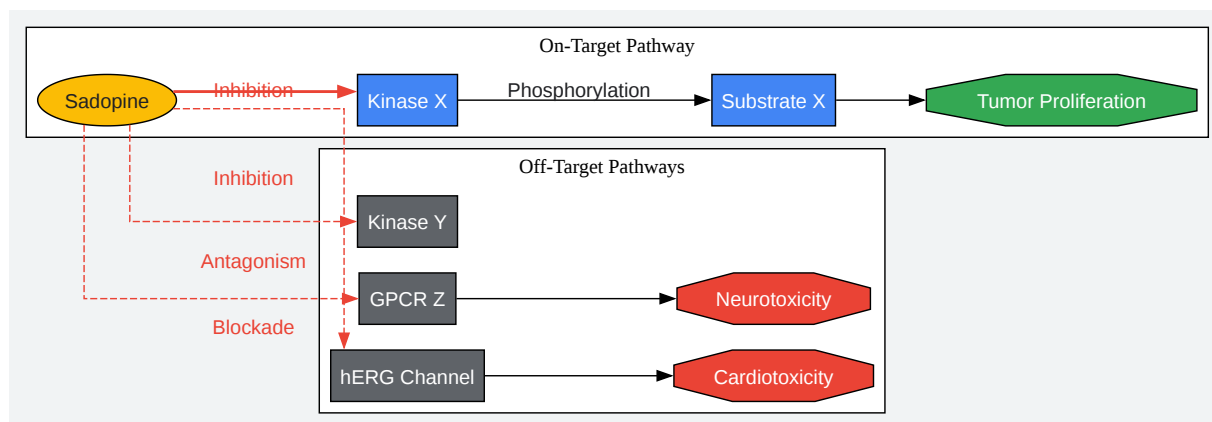 On-Target Pathway
Sadopine
Inhibition
Kinase X
Phosphorylation
Substrate X
Tumor Proliferation
Off-Target Pathways
Inhibition
Kinase Y
Antagonism
GPCR Z
Neurotoxicity
Blockade
hERG Channel
Cardiotoxicity